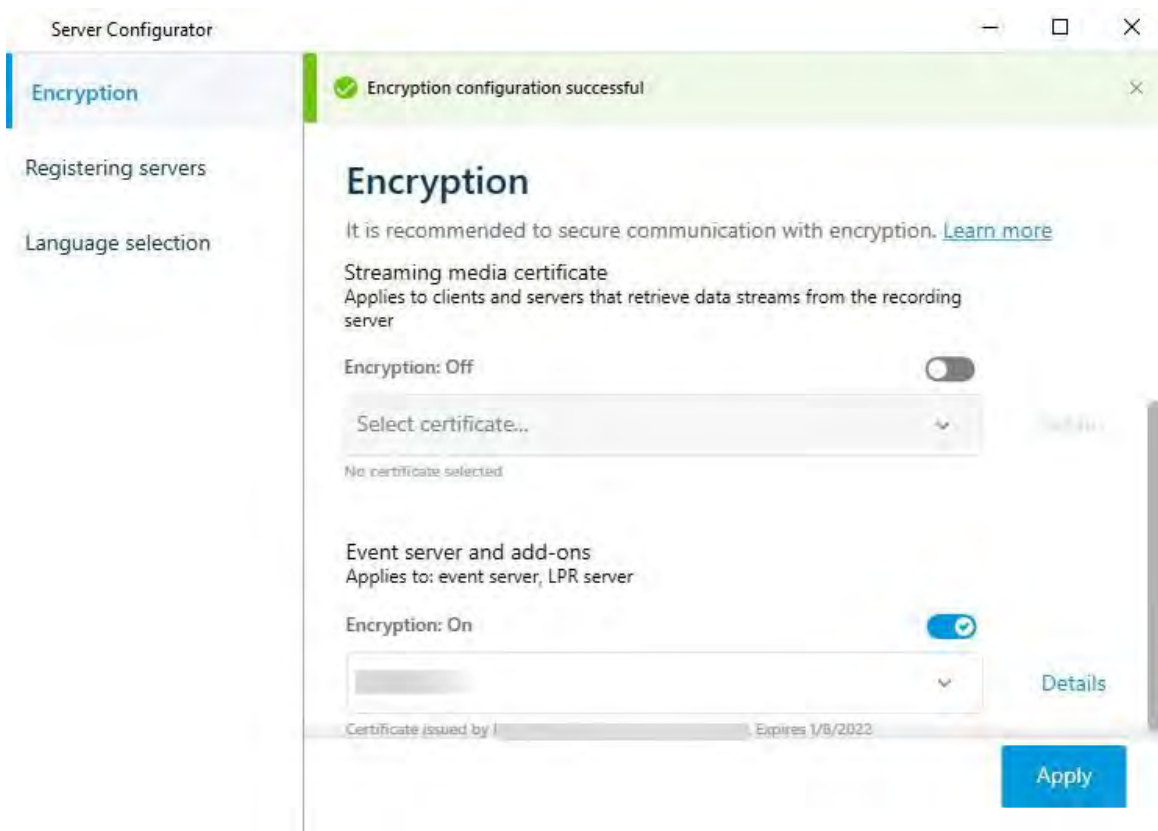 Server Configurator
Encryption
Registering servers
Language selection
Encryption configuration successful
Encryption
It is recommended to secure communication with encryption. Learn more
Streaming media certificate
Applies to clients and servers that retrieve data streams from the recording
server
Encryption: Off
Select certificate...
No certificate selected
Event server and add-ons
Applies to: event server, LPR server
Encryption: On
Details
Certificate issued by
Expires 1/8/2022
Apply